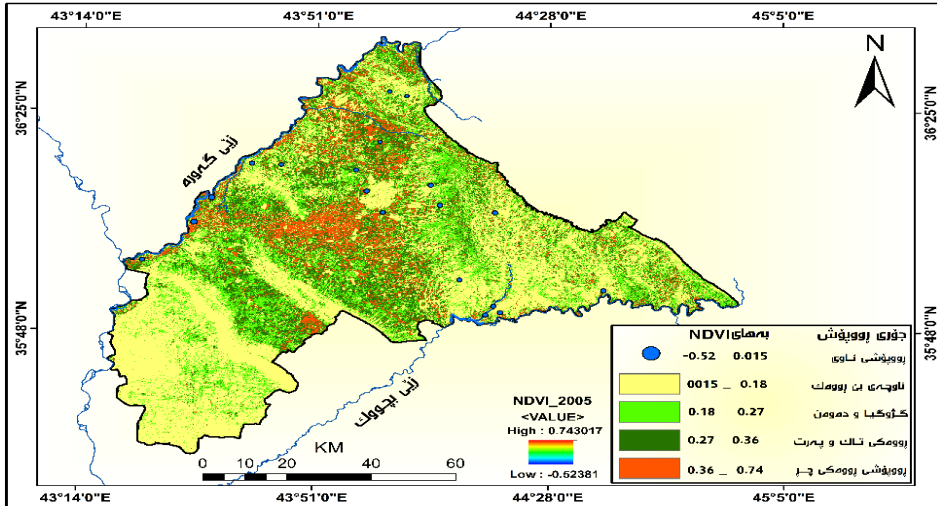 43°14'0"E 43°51'0"E 44°28'0"E 45°5'0"E
N
36°25'0"N 36°25'0"N
زێی گەورە
35°48'0"N 35°48'0"N
زێی بچووک
جۆری ڕووپۆش بەهای NDVI
ڕووپۆشی ئاوی -0.52 0.015
ناوچەی بێ ڕووەک 0015 _ 0.18
گژوگیا و دەوەن 0.18 0.27
ڕووەکی تاک و پەرت 0.27 0.36
ڕووپۆشی ڕووەکی چڕ 0.36 _ 0.74
NDVI_2005
<VALUE>
High : 0.743017
Low : -0.52381
KM
0 5 10 20 40 60
43°14'0"E 43°51'0"E 44°28'0"E 45°5'0"E